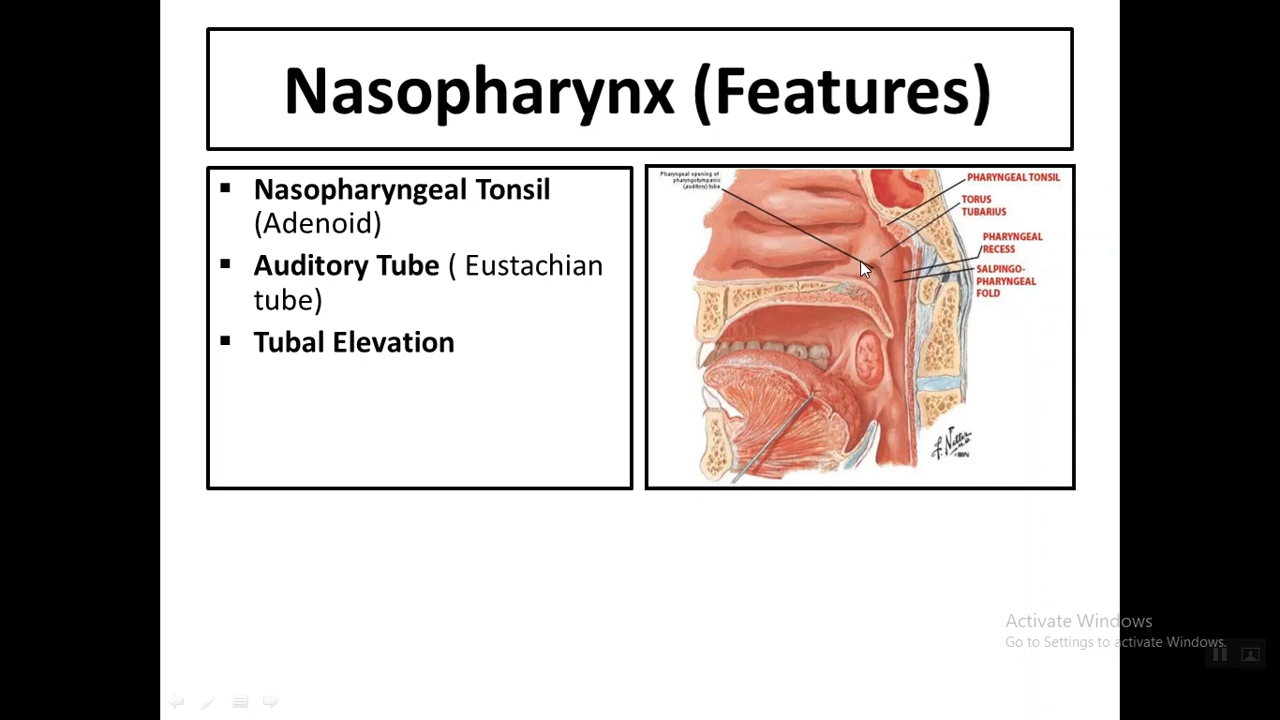 Nasopharynx (Features)
▪ Nasopharyngeal Tonsil
(Adenoid)
▪ Auditory Tube ( Eustachian
tube)
▪ Tubal Elevation
Pharyngeal opening of
pharyngotympanic
(auditory) tube
PHARYNGEAL TONSIL
TORUS
TUBARIUS
PHARYNGEAL
RECESS
SALPINGO-
PHARYNGEAL
FOLD
F. Netter
Activate Windows
Go to Settings to activate Windows.